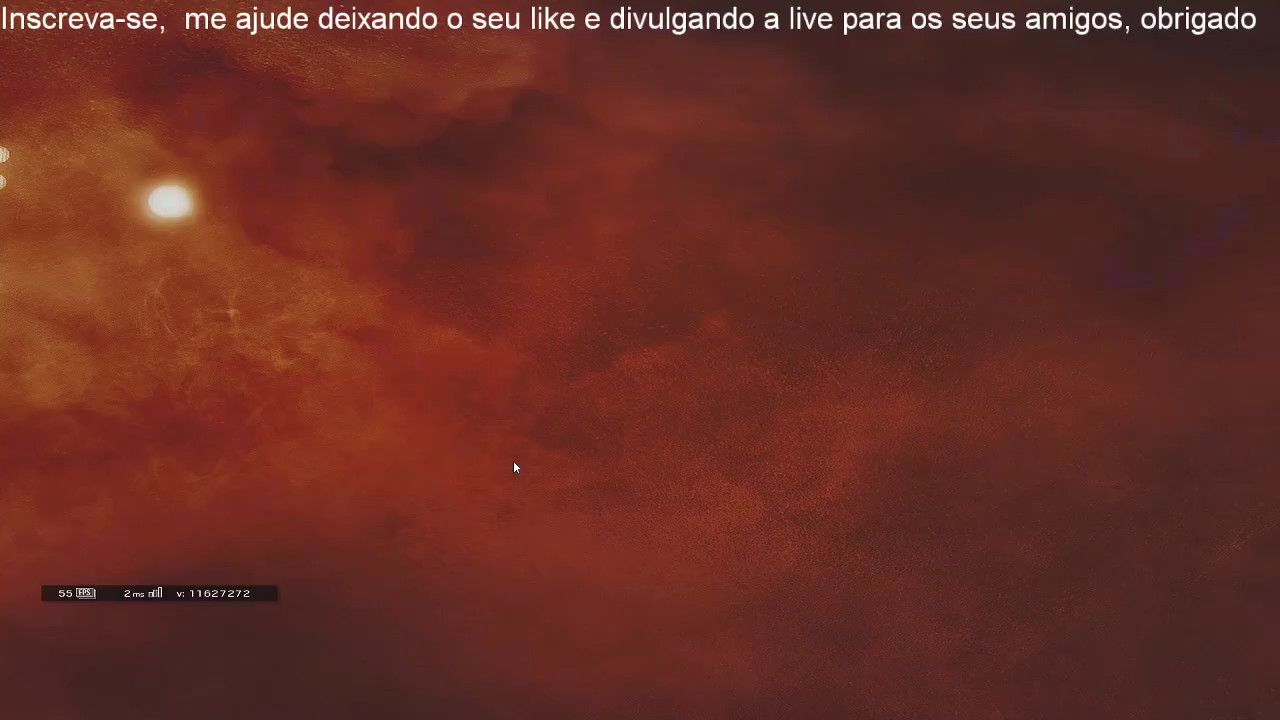 Inscreva-se,  me ajude deixando o seu like e divulgando a live para os seus amigos, obrigado
55 FPS 2 ms v: 11627272